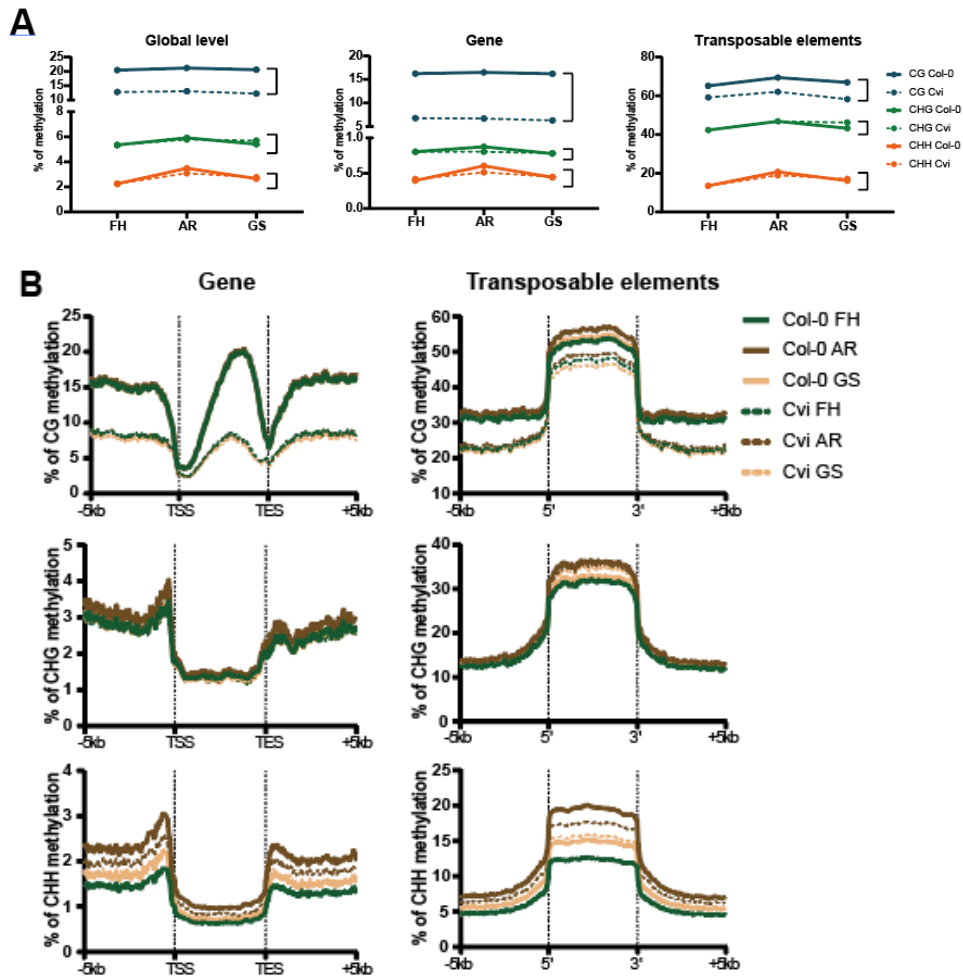 A
Global level
Gene
Transposable elements
% of methylation
25
20
15
10
8
6
4
2
0
FH
AR
GS
% of methylation
20
15
10
5
1.0
0.5
0.0
FH
AR
GS
% of methylation
80
60
40
20
0
FH
AR
GS
CG Col-0
CG Cvi
CHG Col-0
CHG Cvi
CHH Col-0
CHH Cvi
B
Gene
Transposable elements
% of CG methylation
25
20
15
10
5
0
-5kb
TSS
TES
+5kb
% of CG methylation
60
50
40
30
20
10
-5kb
5'
3'
+5kb
Col-0 FH
Col-0 AR
Col-0 GS
Cvi FH
Cvi AR
Cvi GS
% of CHG methylation
5
4
3
2
1
0
-5kb
TSS
TES
+5kb
% of CHG methylation
40
30
20
10
0
-5kb
5'
3'
+5kb
% of CHH methylation
4
3
2
1
0
-5kb
TSS
TES
+5kb
% of CHH methylation
25
20
15
10
5
0
-5kb
5'
3'
+5kb